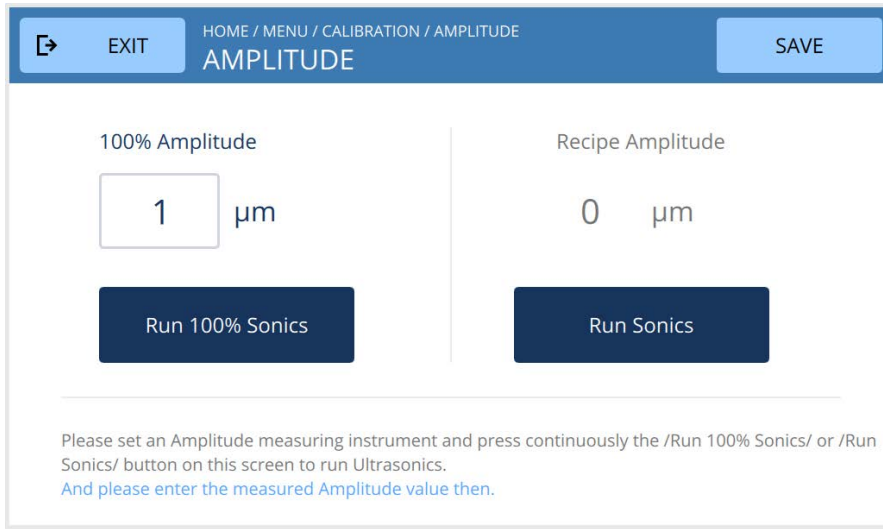 EXIT
HOME / MENU / CALIBRATION / AMPLITUDE
AMPLITUDE
SAVE
100% Amplitude
1 µm
Run 100% Sonics
Recipe Amplitude
0 µm
Run Sonics
Please set an Amplitude measuring instrument and press continuously the /Run 100% Sonics/ or /Run
Sonics/ button on this screen to run Ultrasonics.
And please enter the measured Amplitude value then.